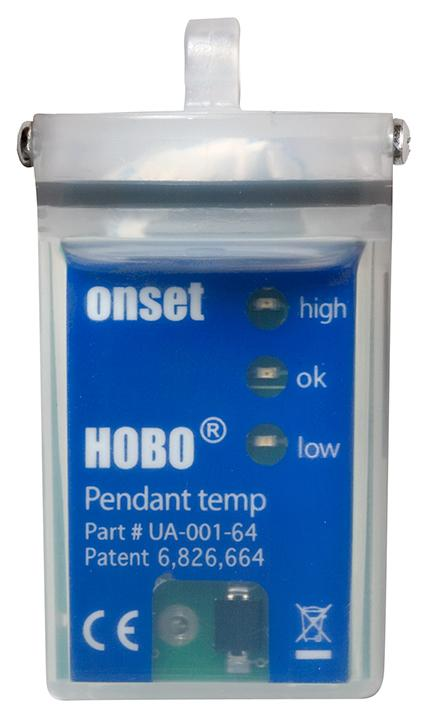 onset
high
ok
HOBO®
low
Pendant temp
Part # UA-001-64
Patent 6,826,664
CE